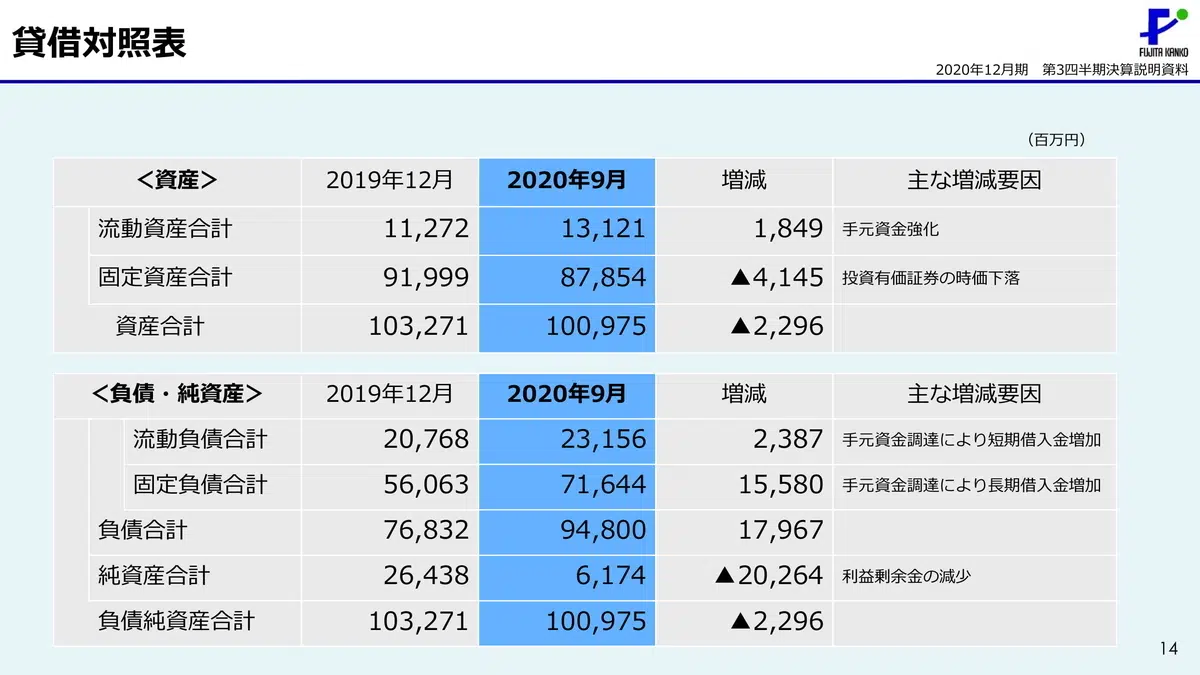 貸借対照表
FUJITA KANKO
2020年12月期　第3四半期決算説明資料
（百万円）
＜資産＞ 2019年12月 2020年9月 増減 主な増減要因
流動資産合計 11,272 13,121 1,849 手元資金強化
固定資産合計 91,999 87,854 ▲4,145 投資有価証券の時価下落
資産合計 103,271 100,975 ▲2,296
＜負債・純資産＞ 2019年12月 2020年9月 増減 主な増減要因
流動負債合計 20,768 23,156 2,387 手元資金調達により短期借入金増加
固定負債合計 56,063 71,644 15,580 手元資金調達により長期借入金増加
負債合計 76,832 94,800 17,967
純資産合計 26,438 6,174 ▲20,264 利益剰余金の減少
負債純資産合計 103,271 100,975 ▲2,296
14